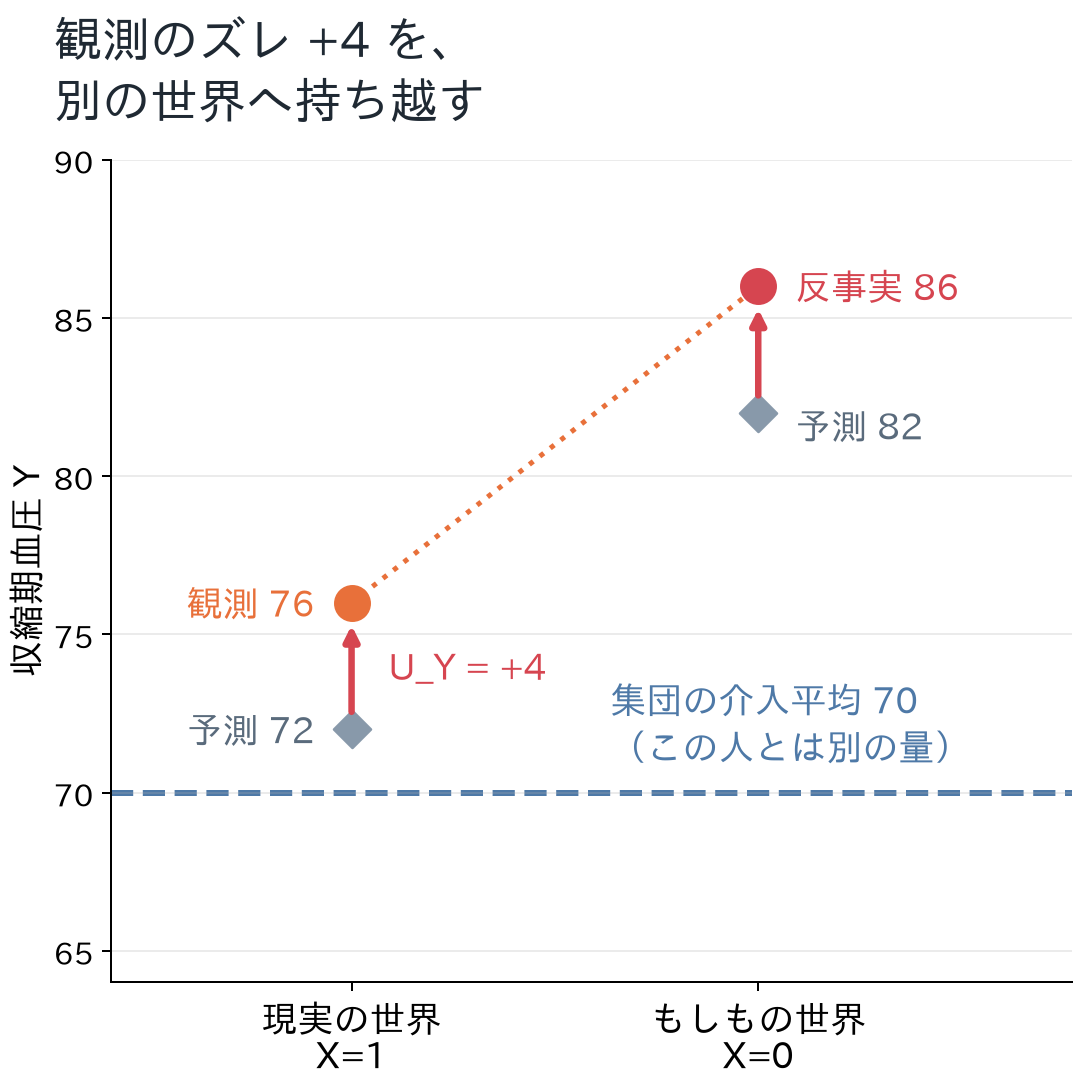 観測のズレ +4 を、
別の世界へ持ち越す
90
85
80
75
70
65
収縮期血圧 Y
反事実 86
予測 82
観測 76
U_Y = +4
予測 72
集団の介入平均 70
（この人とは別の量）
現実の世界
X=1
もしもの世界
X=0